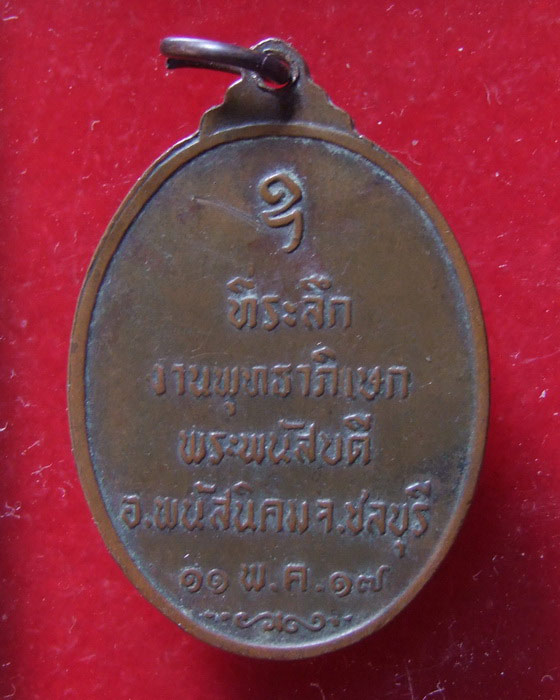 ที่ระลึก
งานพุทธาภิเษก
พระพนัสบดี
อ.พนัสนิคมจ.ชลบุรี
๑๑ พ.ค.๑๗